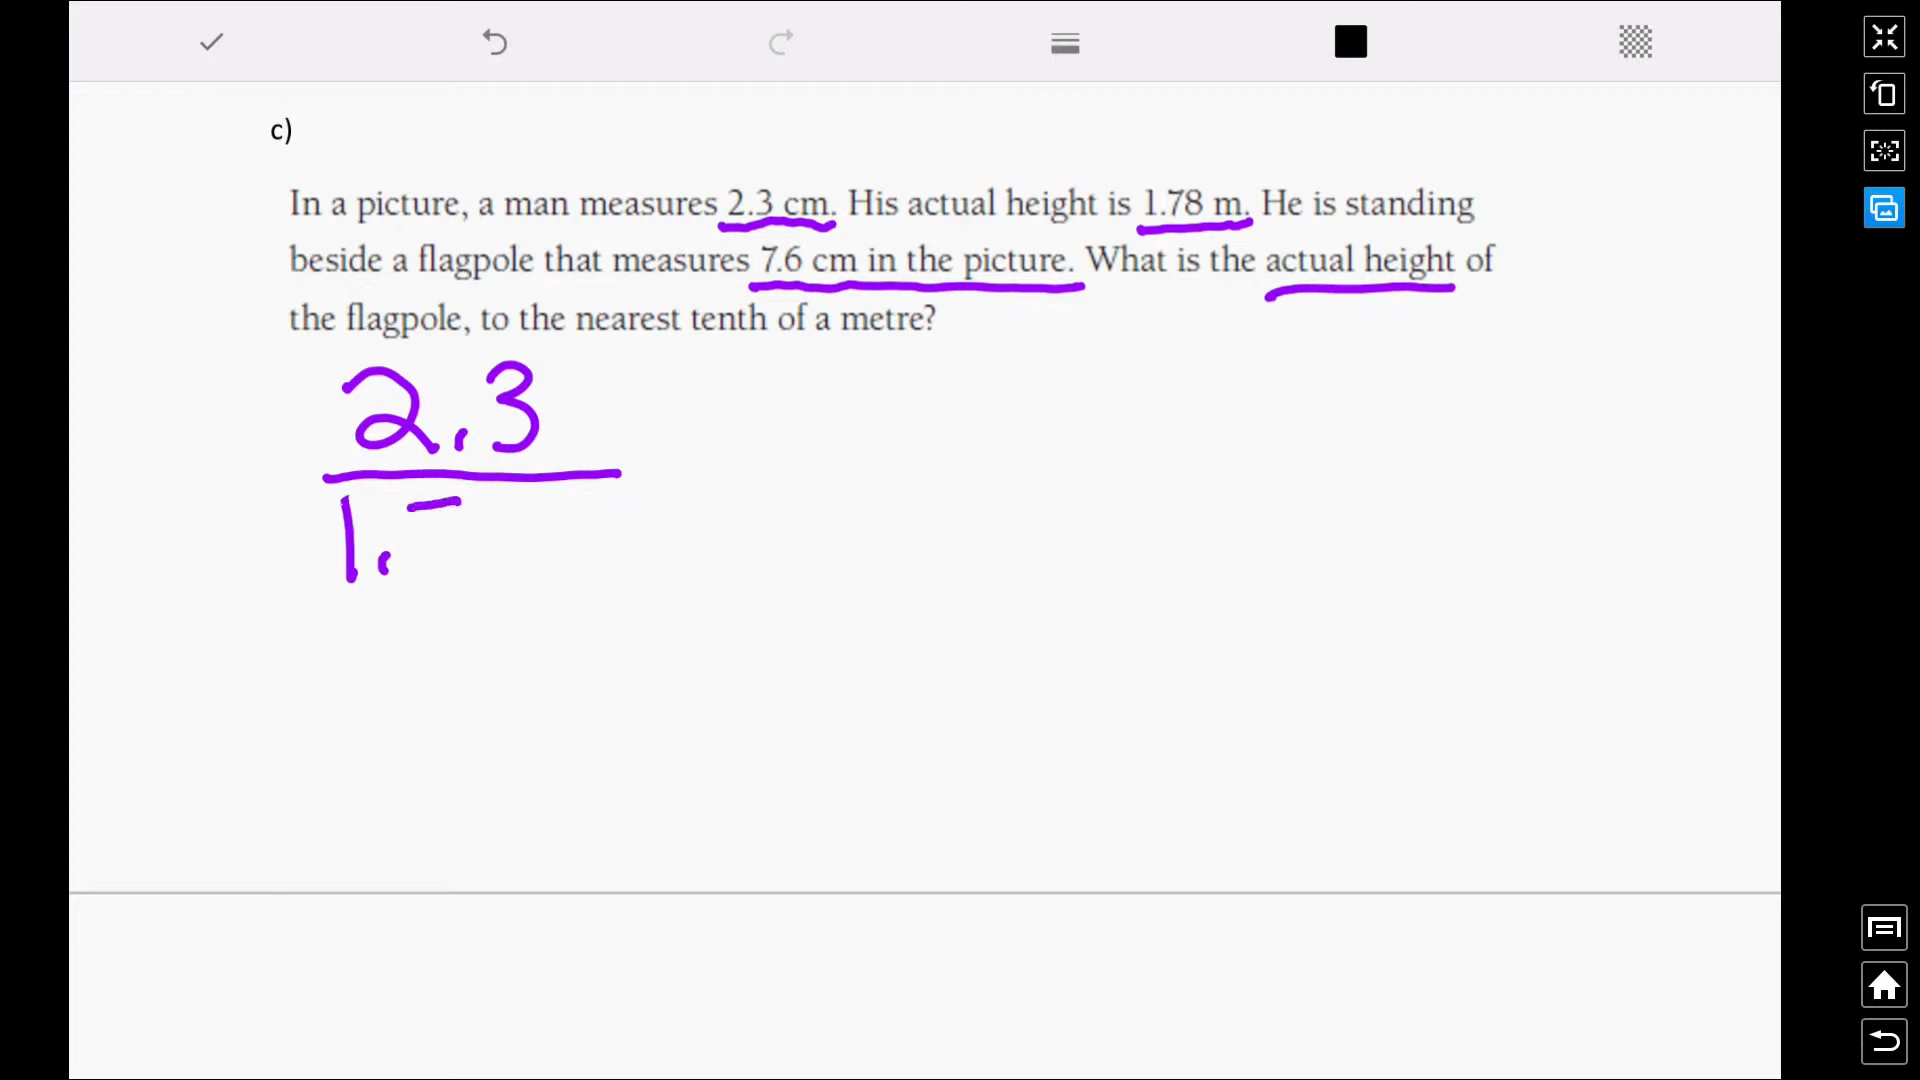 c)
In a picture, a man measures 2.3 cm. His actual height is 1.78 m. He is standing
beside a flagpole that measures 7.6 cm in the picture. What is the actual height of
the flagpole, to the nearest tenth of a metre?
2.3
1.